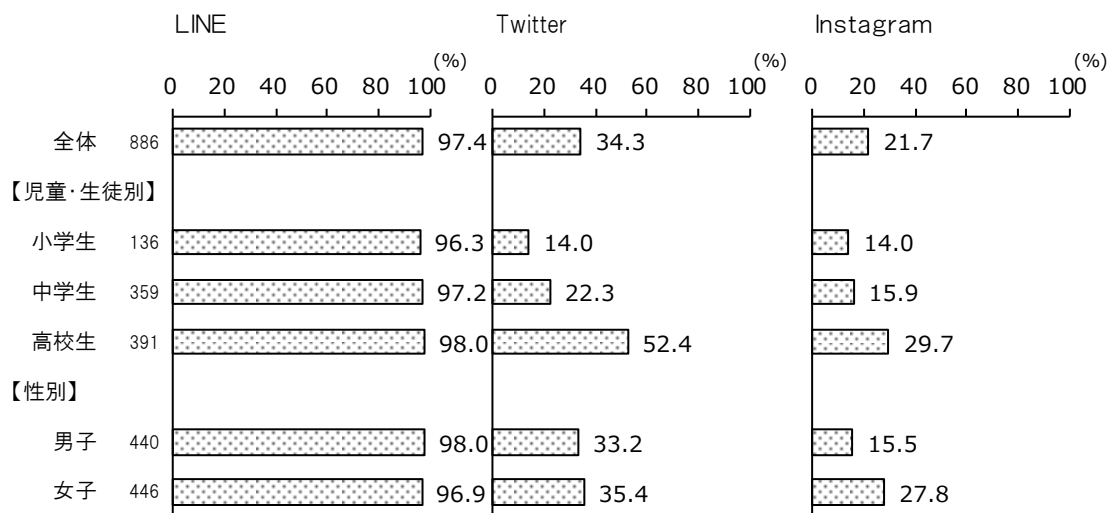 LINE Twitter Instagram
(%) (%) (%)
0 20 40 60 80 100 0 20 40 60 80 100 0 20 40 60 80 100
全体 886 97.4 34.3 21.7
【児童・生徒別】
小学生 136 96.3 14.0 14.0
中学生 359 97.2 22.3 15.9
高校生 391 98.0 52.4 29.7
【性別】
男子 440 98.0 33.2 15.5
女子 446 96.9 35.4 27.8